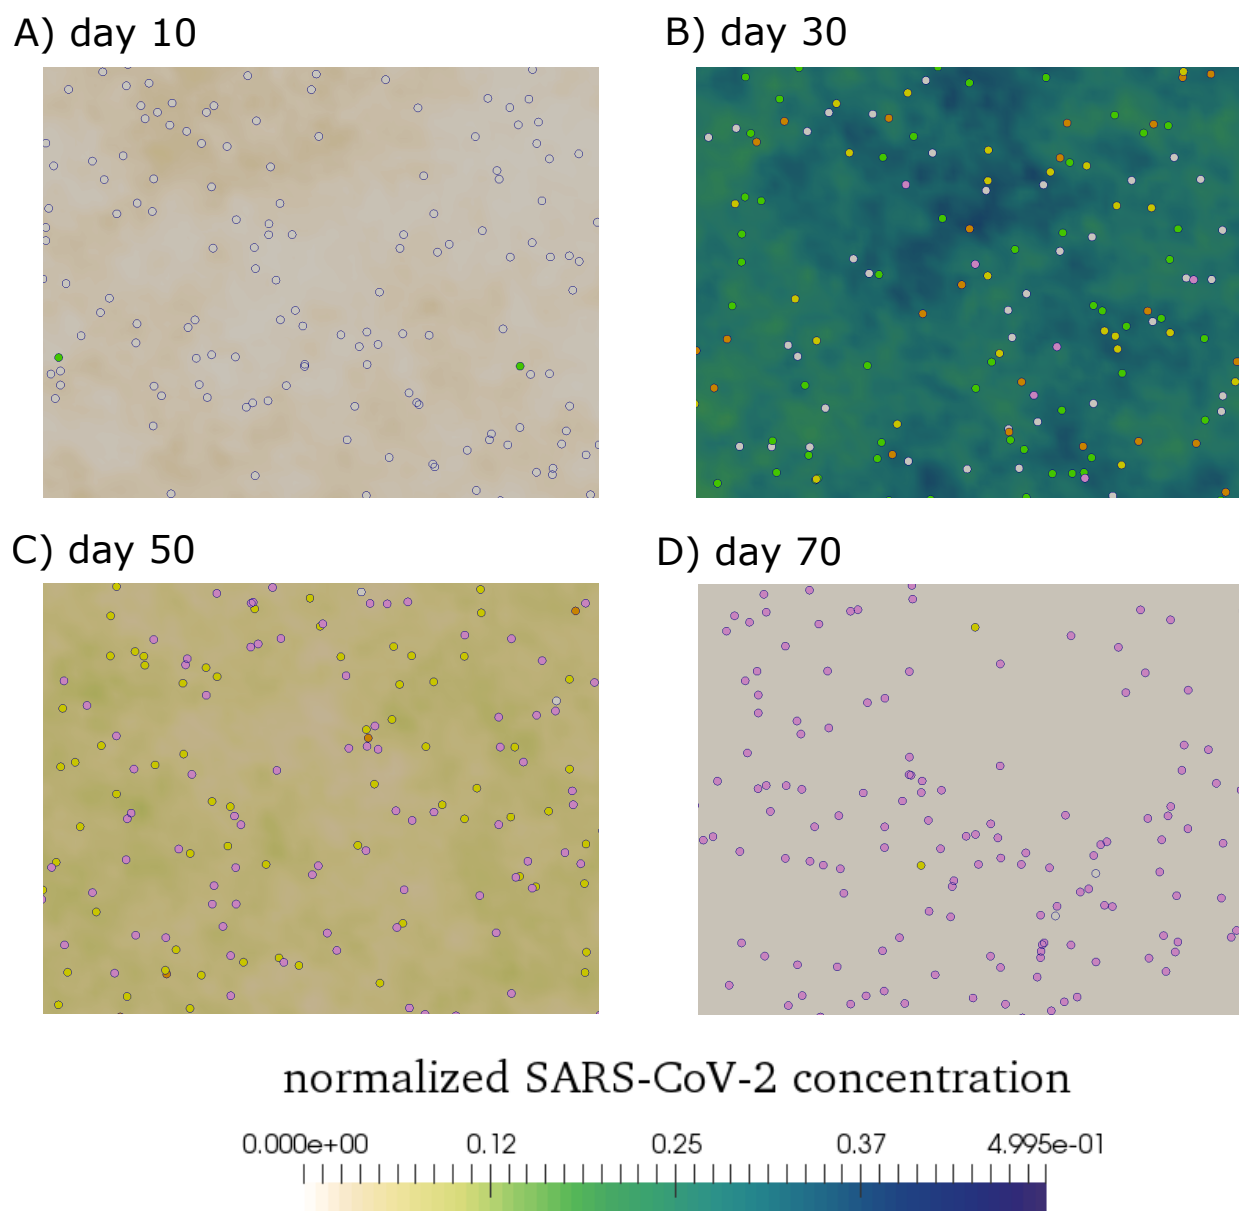 A) day 10
B) day 30
C) day 50
D) day 70
normalized SARS-CoV-2 concentration
0.000e+00 0.12 0.25 0.37 4.995e-01